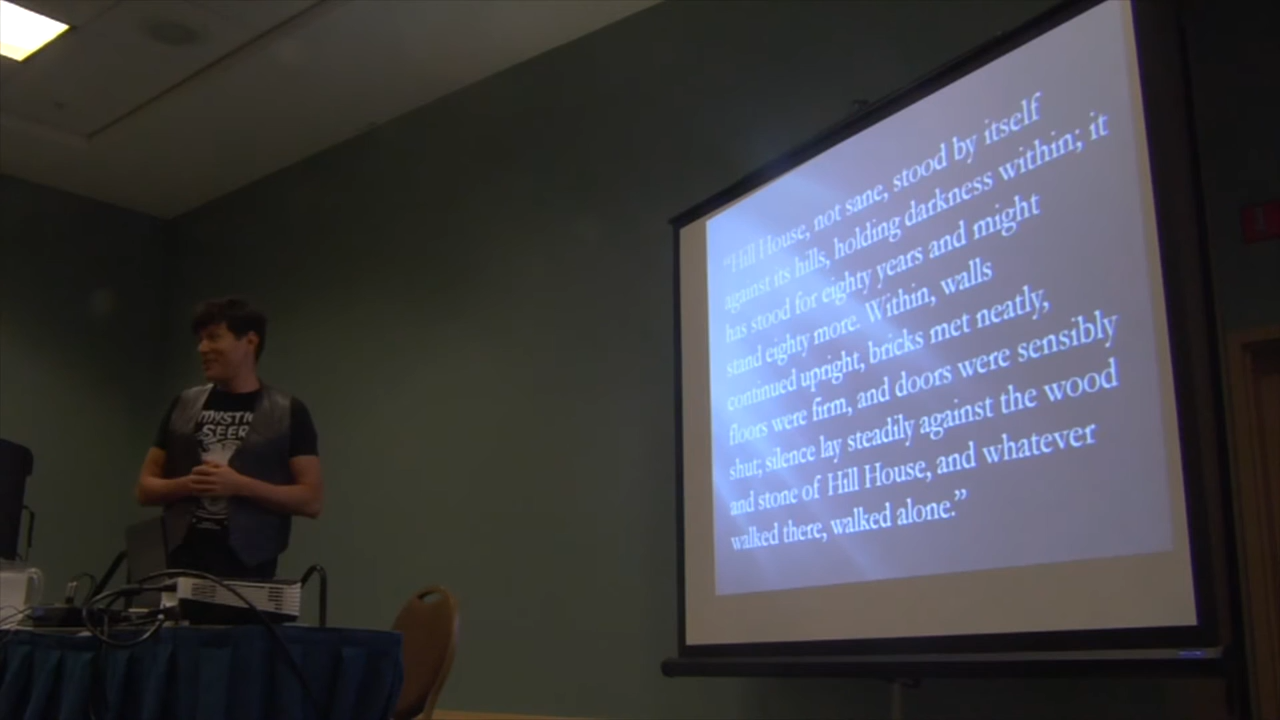 MYSTIC
SEER
“Hill House, not sane, stood by itself
against its hills, holding darkness within; it
has stood for eighty years and might
stand eighty more. Within, walls
continued upright, bricks met neatly,
floors were firm, and doors were sensibly
shut; silence lay steadily against the wood
and stone of Hill House, and whatever
walked there, walked alone.”